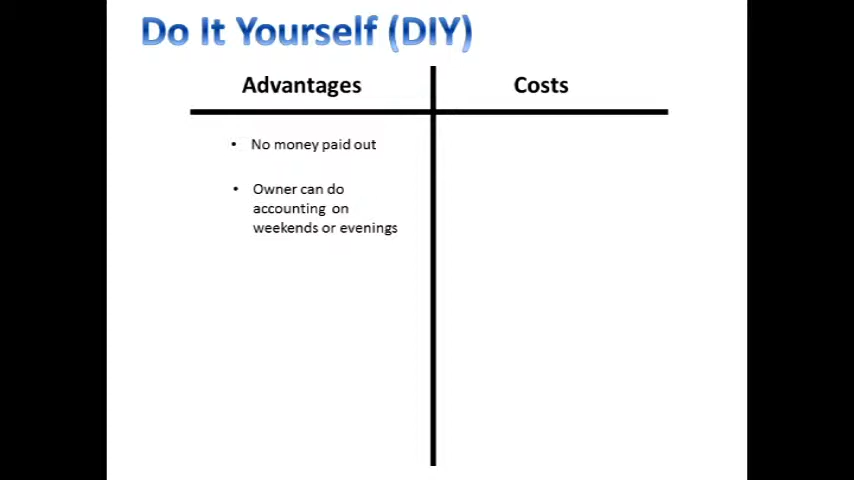 Do It Yourself (DIY)
Advantages
Costs
• No money paid out
• Owner can do
accounting on
weekends or evenings